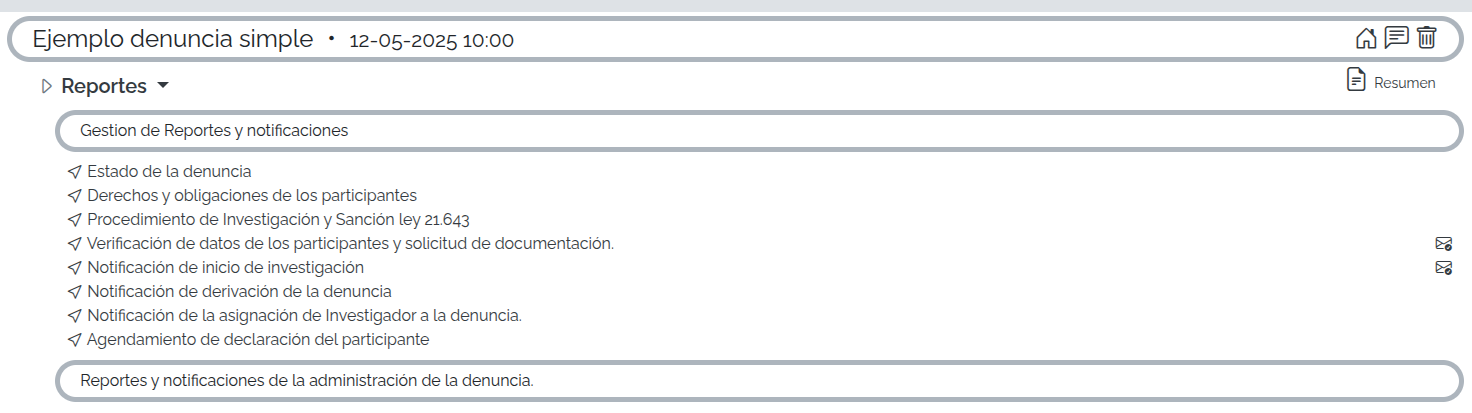 Ejemplo denuncia simple • 12-05-2025 10:00
Reportes
Resumen
Gestion de Reportes y notificaciones
Estado de la denuncia
Derechos y obligaciones de los participantes
Procedimiento de Investigación y Sanción ley 21.643
Verificación de datos de los participantes y solicitud de documentación.
Notificación de inicio de investigación
Notificación de derivación de la denuncia
Notificación de la asignación de Investigador a la denuncia.
Agendamiento de declaración del participante
Reportes y notificaciones de la administración de la denuncia.